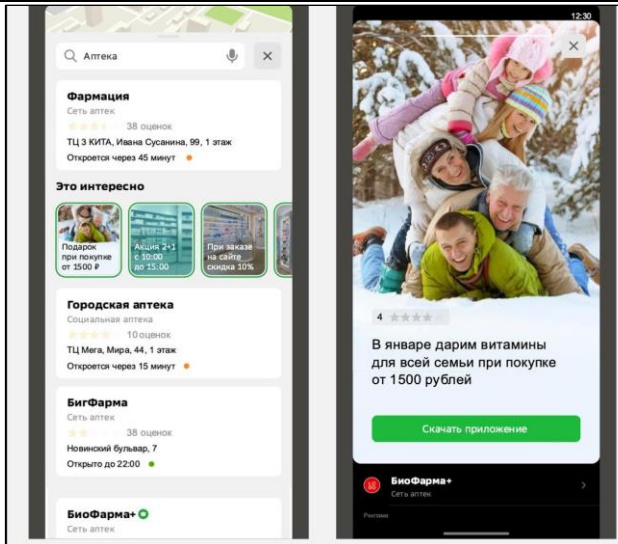 Аптека
Фармация
Сеть аптек
38 оценок
ТЦ 3 КИТА, Ивана Сусанина, 99, 1 этаж
Откроется через 45 минут
Это интересно
Подарок
при покупке
от 1500 ₽
Акция 2+1
с 10:00
до 15:00
При заказе
на сайте
скидка 10%
Городская аптека
Социальная аптека
10 оценок
ТЦ Мега, Мира, 44, 1 этаж
Откроется через 15 минут
БигФарма
Сеть аптек
38 оценок
Новинский бульвар, 7
Открыто до 22:00
БиоФарма+
Сеть аптек
12:30
4
В январе дарим витамины
для всей семьи при покупке
от 1500 рублей
Скачать приложение
БиоФарма+
Сеть аптек
Реклама